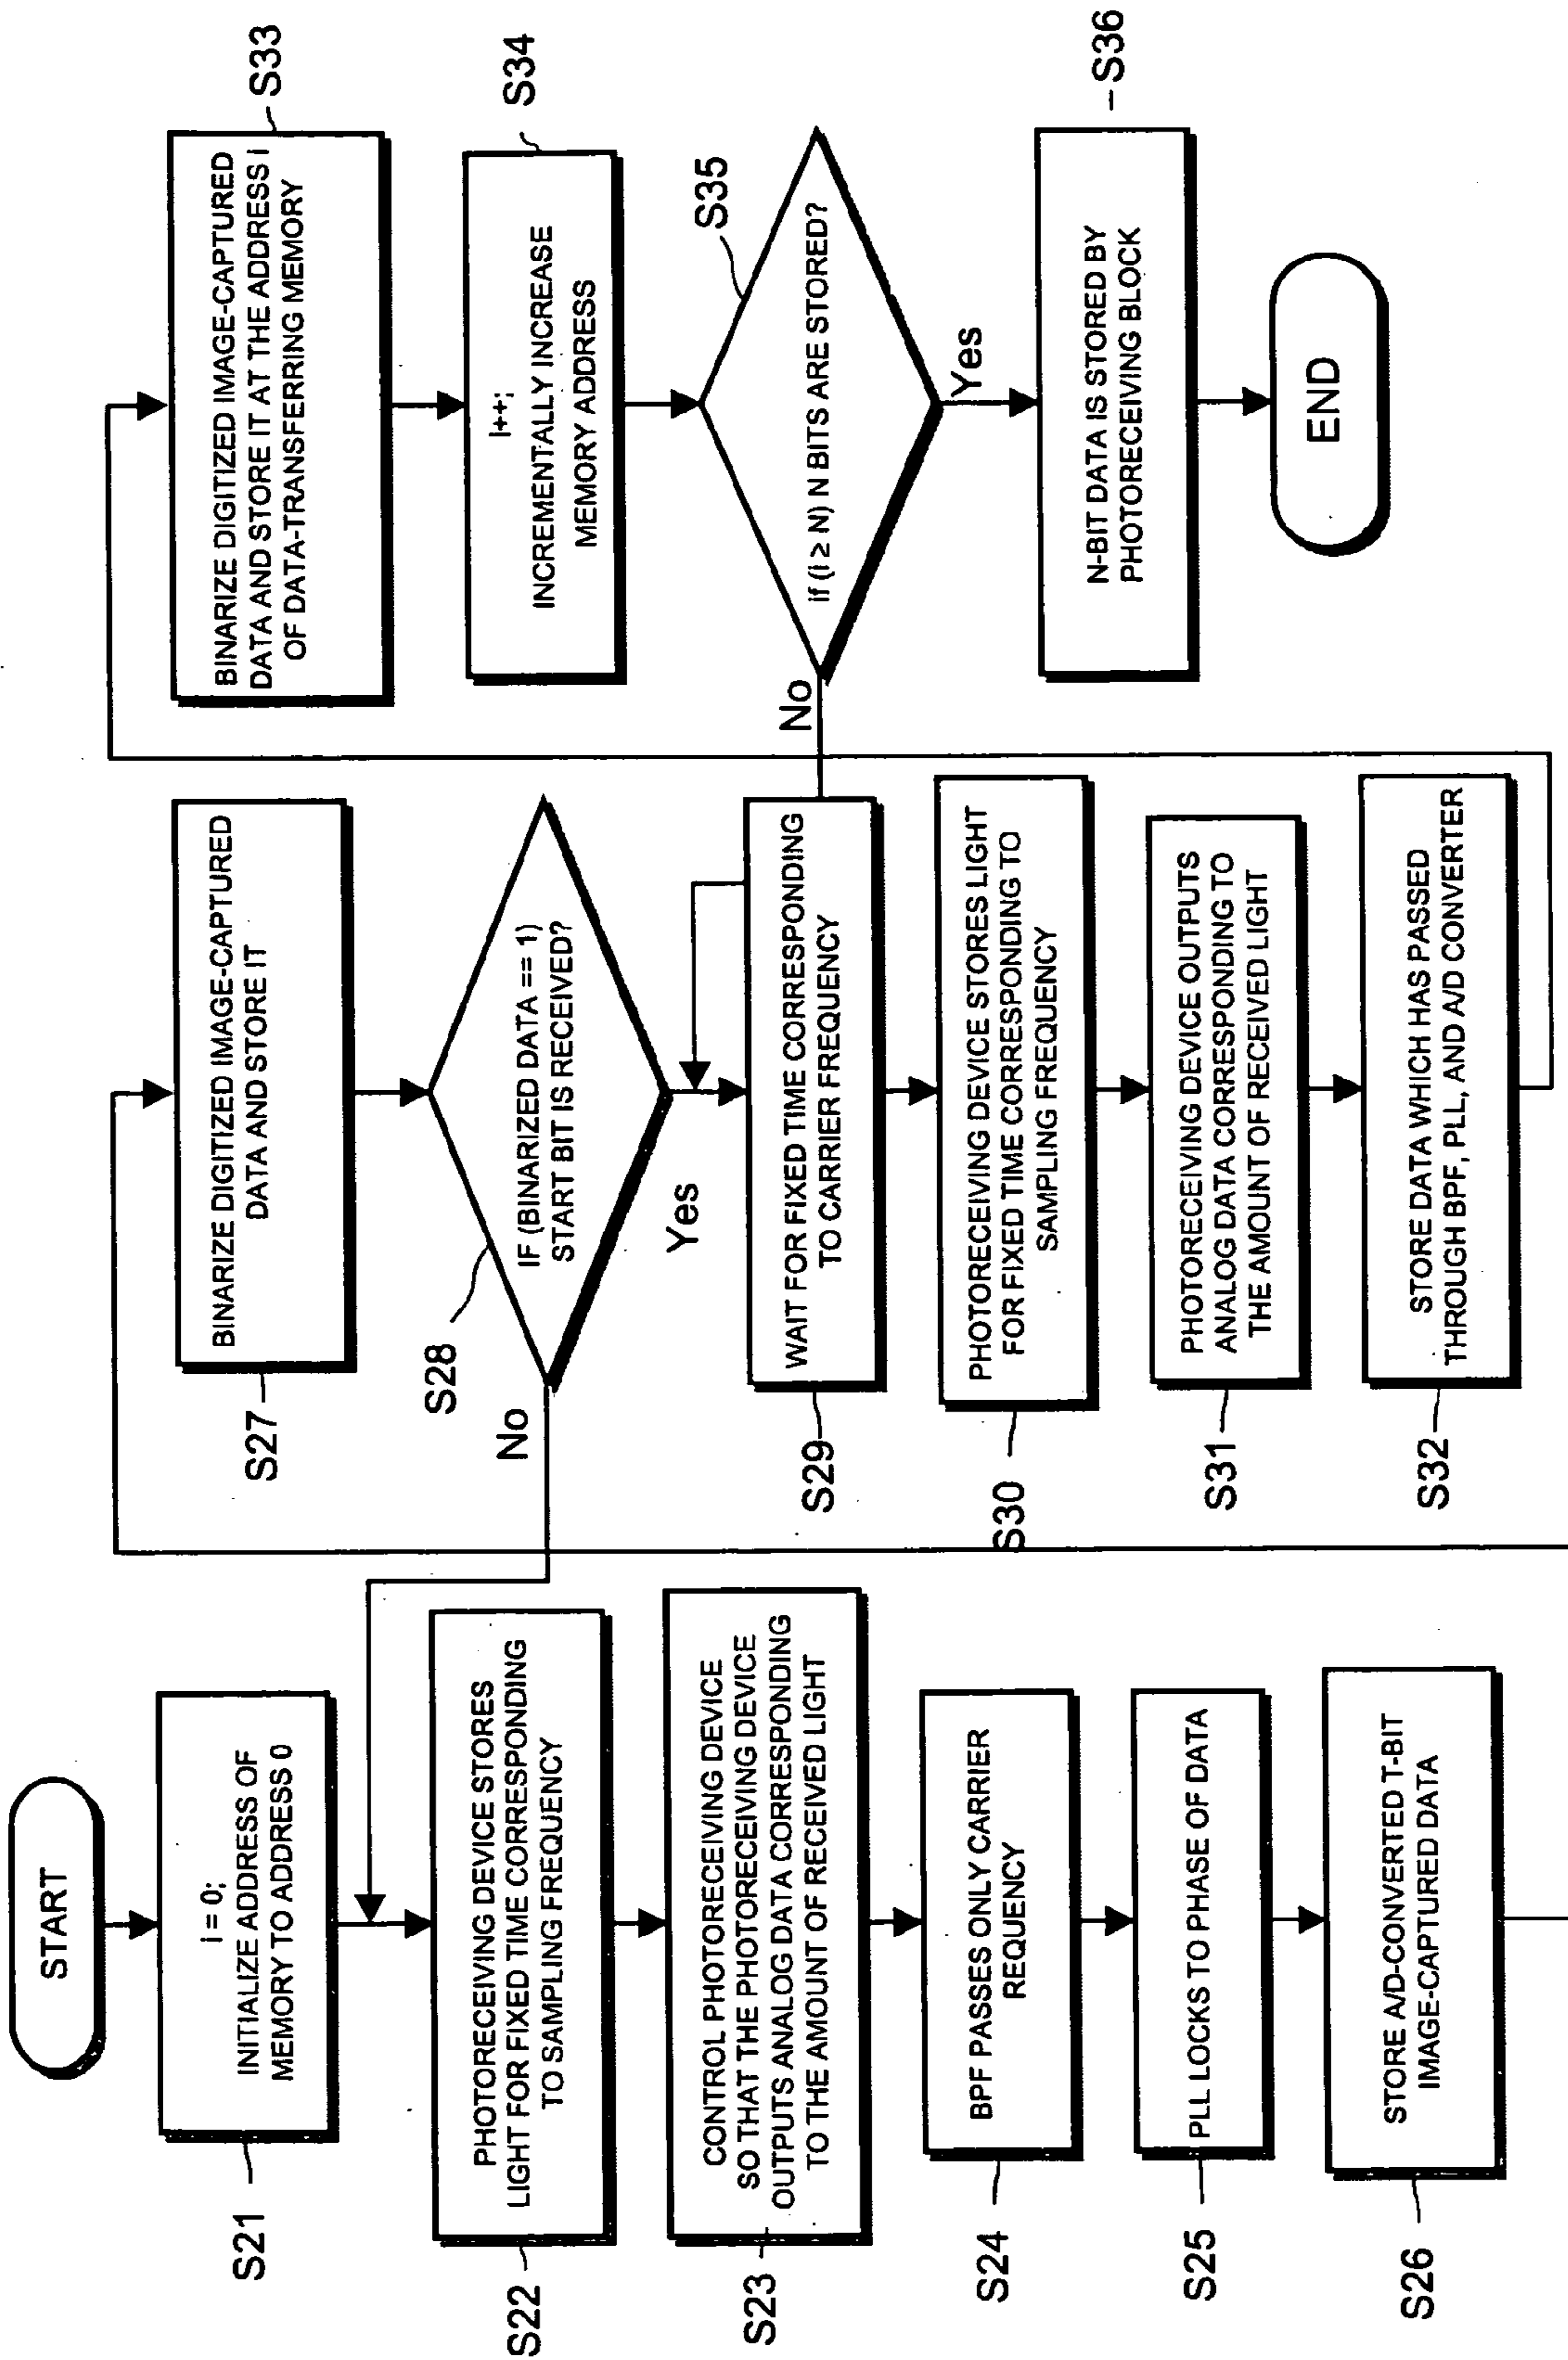 START
i = 0;
INITIALIZE ADDRESS OF
MEMORY TO ADDRESS 0
S21
PHOTORECEIVING DEVICE STORES
LIGHT FOR FIXED TIME CORRESPONDING
TO SAMPLING FREQUENCY
S22
CONTROL PHOTORECEIVING DEVICE
SO THAT THE PHOTORECEIVING DEVICE
OUTPUTS ANALOG DATA CORRESPONDING
TO THE AMOUNT OF RECEIVED LIGHT
S23
BPF PASSES ONLY CARRIER
REQUENCY
S24
PLL LOCKS TO PHASE OF DATA
S25
STORE A/D-CONVERTED T-BIT
IMAGE-CAPTURED DATA
S26
BINARIZE DIGITIZED IMAGE-CAPTURED
DATA AND STORE IT
S27
IF (BINARIZED DATA == 1)
START BIT IS RECEIVED?
S28
No
Yes
WAIT FOR FIXED TIME CORRESPONDING
TO CARRIER FREQUENCY
S29
PHOTORECEIVING DEVICE STORES LIGHT
FOR FIXED TIME CORRESPONDING TO
SAMPLING FREQUENCY
S30
PHOTORECEIVING DEVICE OUTPUTS
ANALOG DATA CORRESPONDING TO
THE AMOUNT OF RECEIVED LIGHT
S31
STORE DATA WHICH HAS PASSED
THROUGH BPF, PLL, AND A/D CONVERTER
S32
BINARIZE DIGITIZED IMAGE-CAPTURED
DATA AND STORE IT AT THE ADDRESS I
OF DATA-TRANSFERRING MEMORY
S33
I++;
INCREMENTALLY INCREASE
MEMORY ADDRESS
S34
if (I ≥ N) N BITS ARE STORED?
S35
No
Yes
N-BIT DATA IS STORED BY
PHOTORECEIVING BLOCK
S36
END